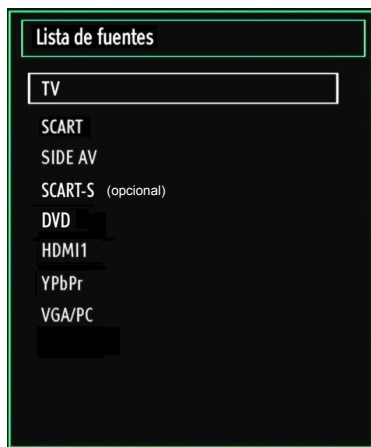 Lista de fuentes
TV
SCART
SIDE AV
SCART-S (opcional)
DVD
HDMI1
YPbPr
VGA/PC